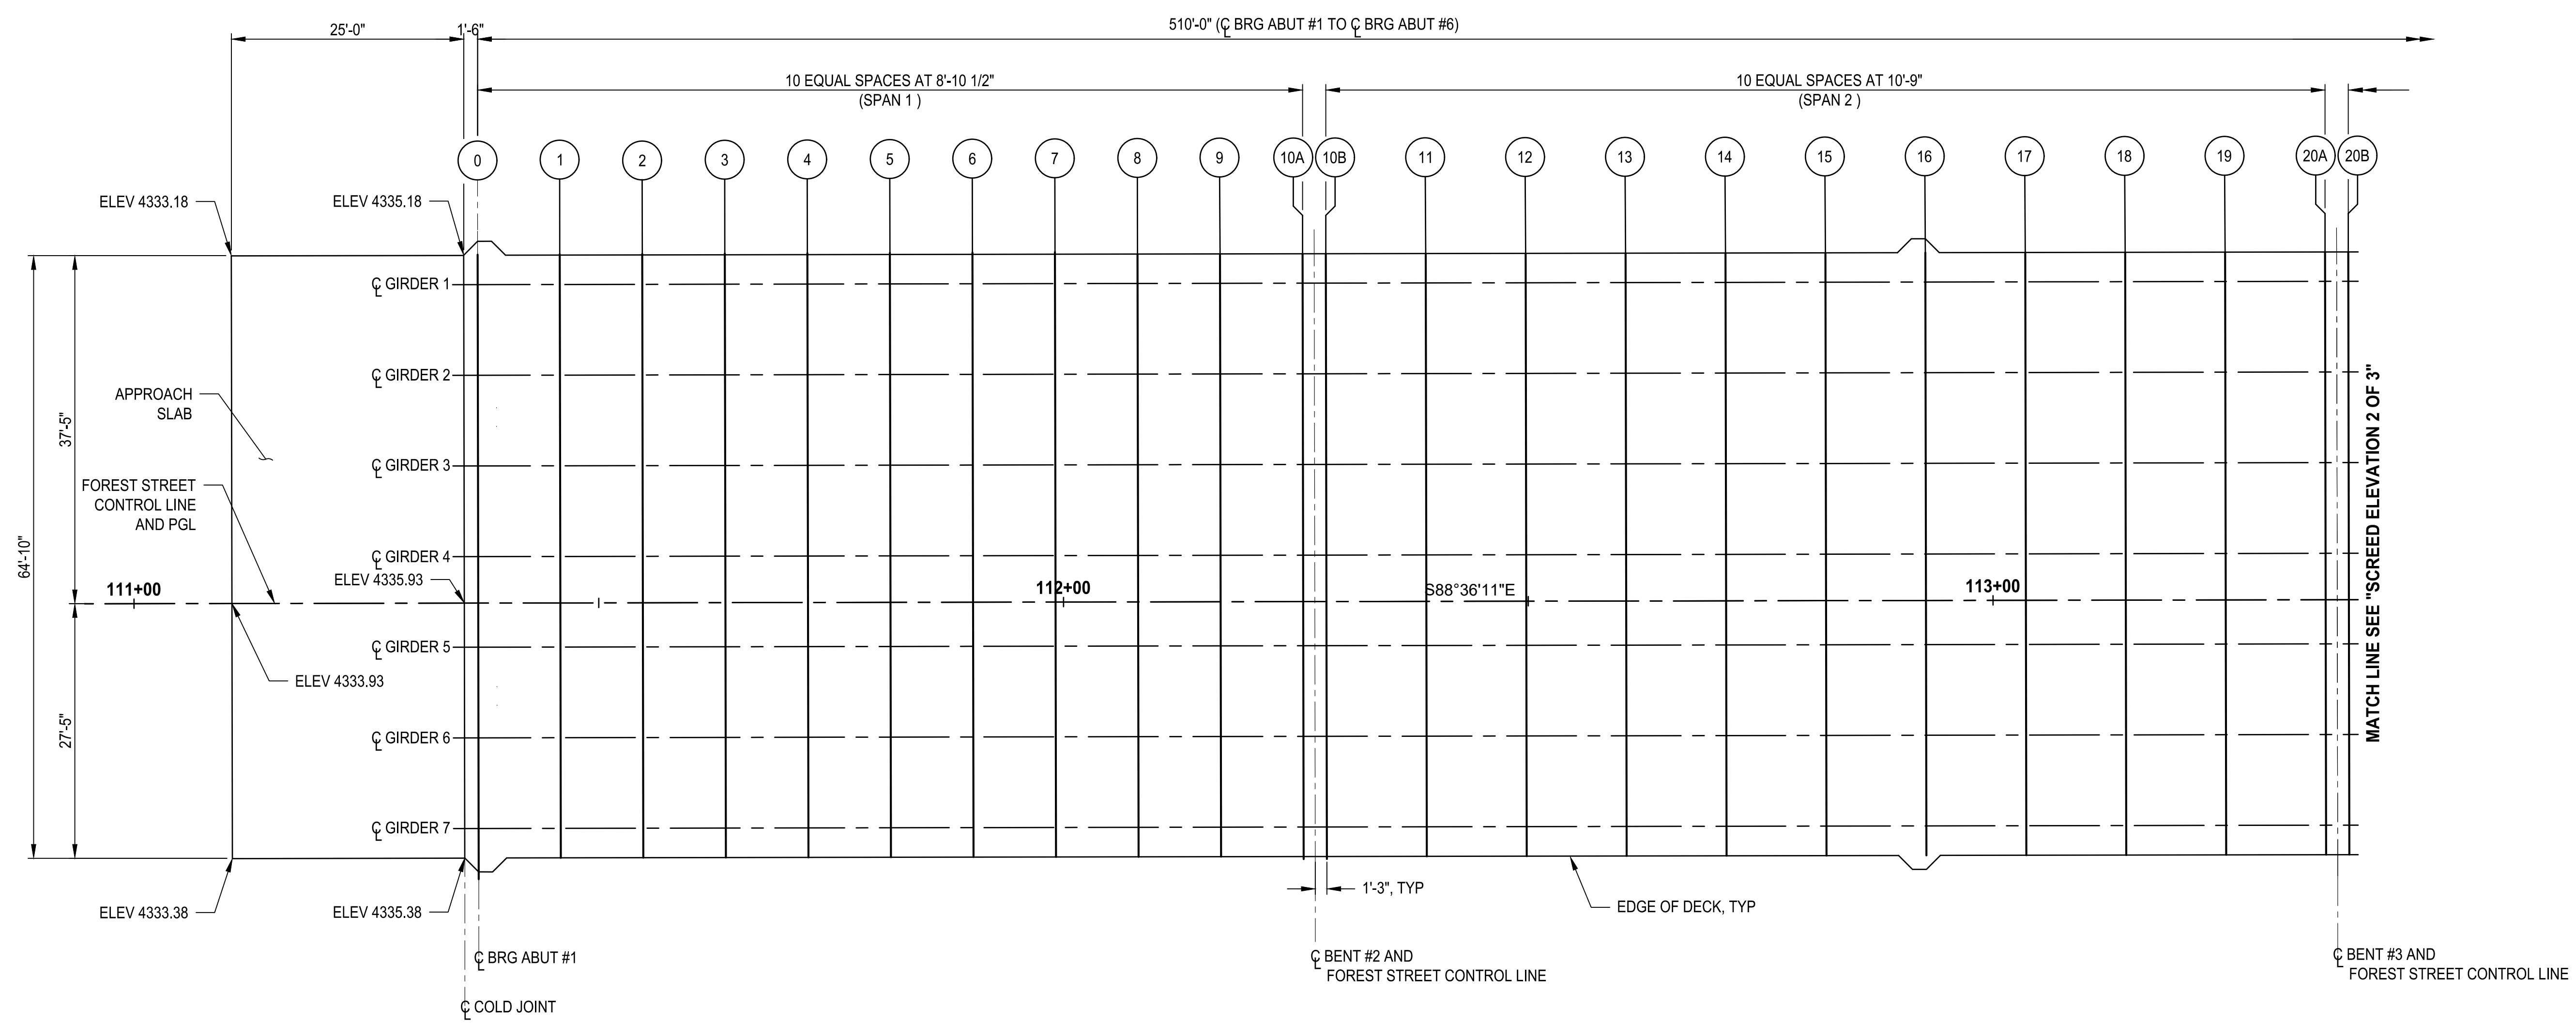 510'-0" (℄ BRG ABUT #1 TO ℄ BRG ABUT #6)
25'-0"
1'-6"
10 EQUAL SPACES AT 8'-10 1/2"
(SPAN 1 )
10 EQUAL SPACES AT 10'-9"
(SPAN 2 )
0
1
2
3
4
5
6
7
8
9
10A
10B
11
12
13
14
15
16
17
18
19
20A
20B
ELEV 4333.18
ELEV 4335.18
℄ GIRDER 1
℄ GIRDER 2
APPROACH
SLAB
37'-5"
℄ GIRDER 3
FOREST STREET
CONTROL LINE
AND PGL
64'-10"
℄ GIRDER 4
ELEV 4335.93
111+00
112+00
S88°36'11"E
113+00
MATCH LINE SEE "SCREED ELEVATION 2 OF 3"
℄ GIRDER 5
ELEV 4333.93
27'-5"
℄ GIRDER 6
℄ GIRDER 7
1'-3", TYP
EDGE OF DECK, TYP
ELEV 4333.38
ELEV 4335.38
℄ BRG ABUT #1
℄ COLD JOINT
℄ BENT #2 AND
FOREST STREET CONTROL LINE
℄ BENT #3 AND
FOREST STREET CONTROL LINE